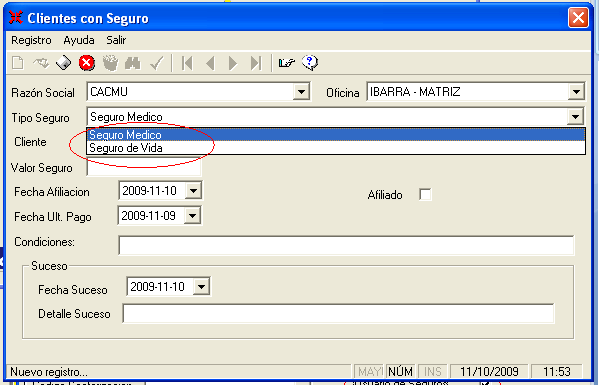 Clientes con Seguro
Registro Ayuda Salir
Razón Social CACMU Oficina IBARRA - MATRIZ
Tipo Seguro Seguro Medico
Seguro Medico
Cliente Seguro de Vida
Valor Seguro
Fecha Afiliacion 2009-11-10 Afiliado
Fecha Ult. Pago 2009-11-09
Condiciones:
Suceso
Fecha Suceso 2009-11-10
Detalle Suceso
Nuevo registro... MAY NÚM INS 11/10/2009 11:53